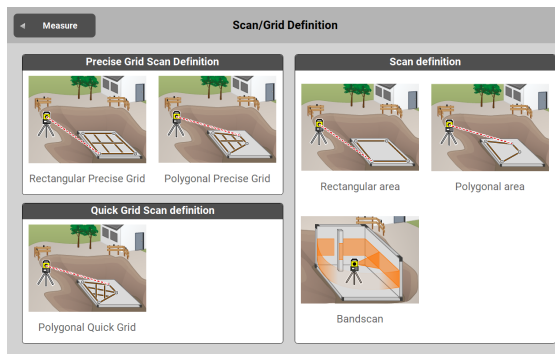 Measure
Scan/Grid Definition
Precise Grid Scan Definition
Rectangular Precise Grid
Polygonal Precise Grid
Quick Grid Scan definition
Polygonal Quick Grid
Scan definition
Rectangular area
Polygonal area
Bandscan